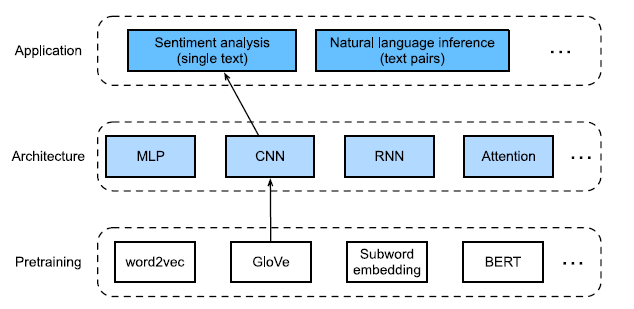 Application
Sentiment analysis
(single text)
Natural language inference
(text pairs)
...
Architecture
MLP
CNN
RNN
Attention
...
Pretraining
word2vec
GloVe
Subword
embedding
BERT
...